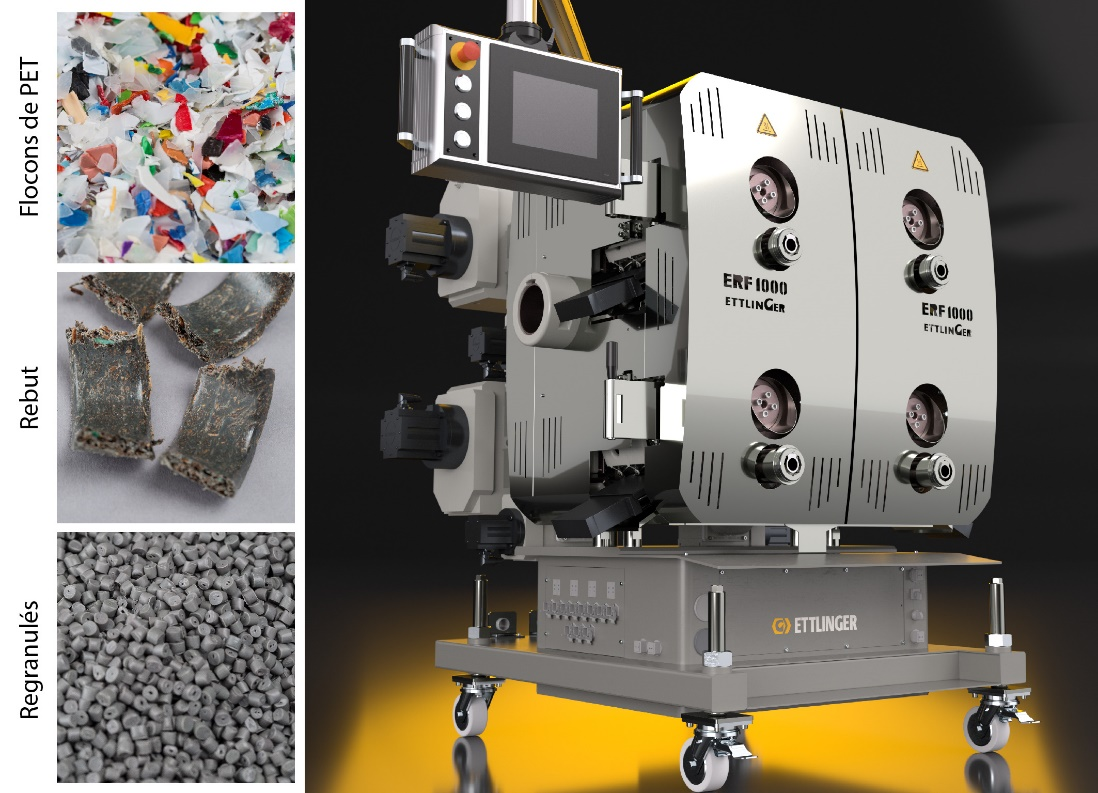 Flocons de PET
Rebut
Regranulés
ERF 1000
ETTLINGER
ERF 1000
ETTLINGER
ETTLINGER